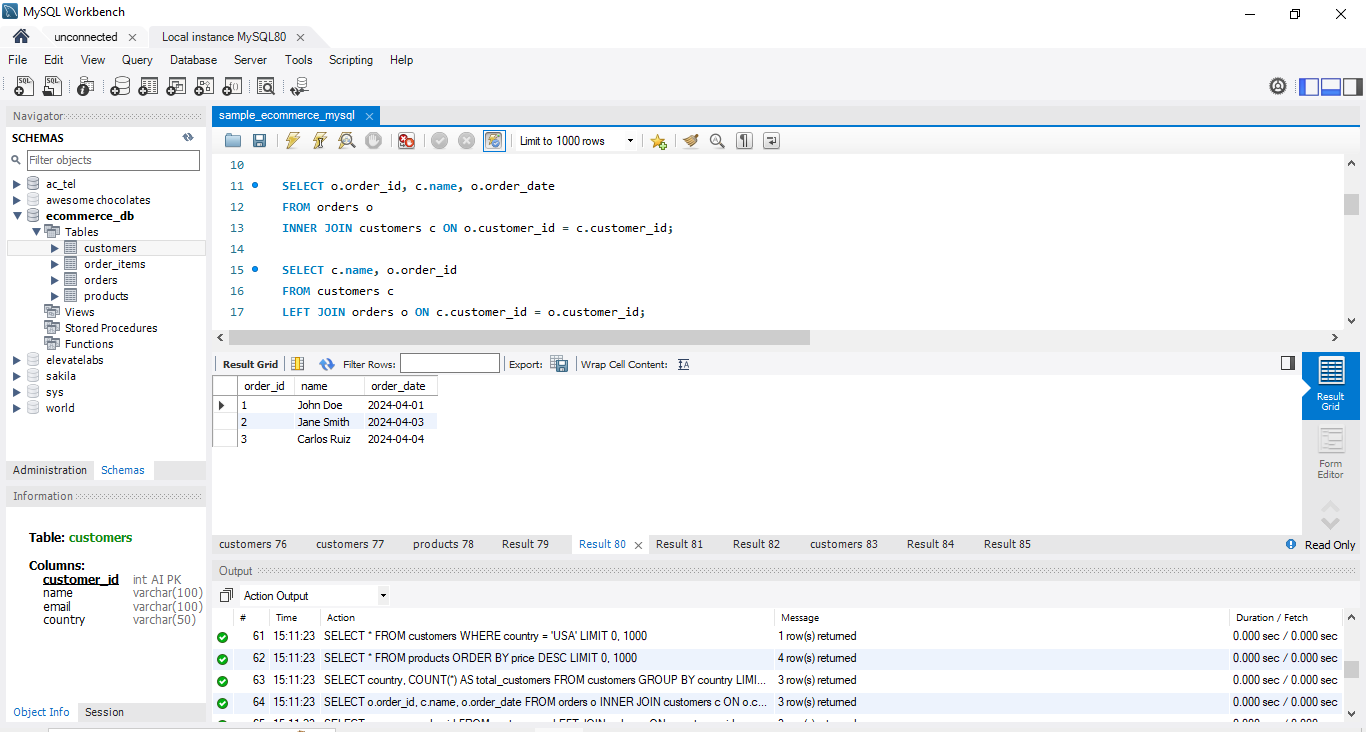 MySQL Workbench
unconnected
Local instance MySQL80
File Edit View Query Database Server Tools Scripting Help
Navigator
SCHEMAS
Filter objects
ac_tel
awesome chocolates
ecommerce_db
Tables
customers
order_items
orders
products
Views
Stored Procedures
Functions
elevatelabs
sakila
sys
world
Administration Schemas
Information
Table: customers
Columns:
customer_id int AI PK
name varchar(100)
email varchar(100)
country varchar(50)
Object Info Session
sample_ecommerce_mysql
Limit to 1000 rows
10
11 SELECT o.order_id, c.name, o.order_date
12 FROM orders o
13 INNER JOIN customers c ON o.customer_id = c.customer_id;
14
15 SELECT c.name, o.order_id
16 FROM customers c
17 LEFT JOIN orders o ON c.customer_id = o.customer_id;
Result Grid Filter Rows: Export: Wrap Cell Content:
order_id name order_date
1 John Doe 2024-04-01
2 Jane Smith 2024-04-03
3 Carlos Ruiz 2024-04-04
Result
Grid
Form
Editor
customers 76 customers 77 products 78 Result 79 Result 80 Result 81 Result 82 customers 83 Result 84 Result 85
Read Only
Output
Action Output
# Time Action Message Duration / Fetch
61 15:11:23 SELECT * FROM customers WHERE country = 'USA' LIMIT 0, 1000 1 row(s) returned 0.000 sec / 0.000 sec
62 15:11:23 SELECT * FROM products ORDER BY price DESC LIMIT 0, 1000 4 row(s) returned 0.000 sec / 0.000 sec
63 15:11:23 SELECT country, COUNT(*) AS total_customers FROM customers GROUP BY country LIMI... 3 row(s) returned 0.000 sec / 0.000 sec
64 15:11:23 SELECT o.order_id, c.name, o.order_date FROM orders o INNER JOIN customers c ON o.c... 3 row(s) returned 0.000 sec / 0.000 sec